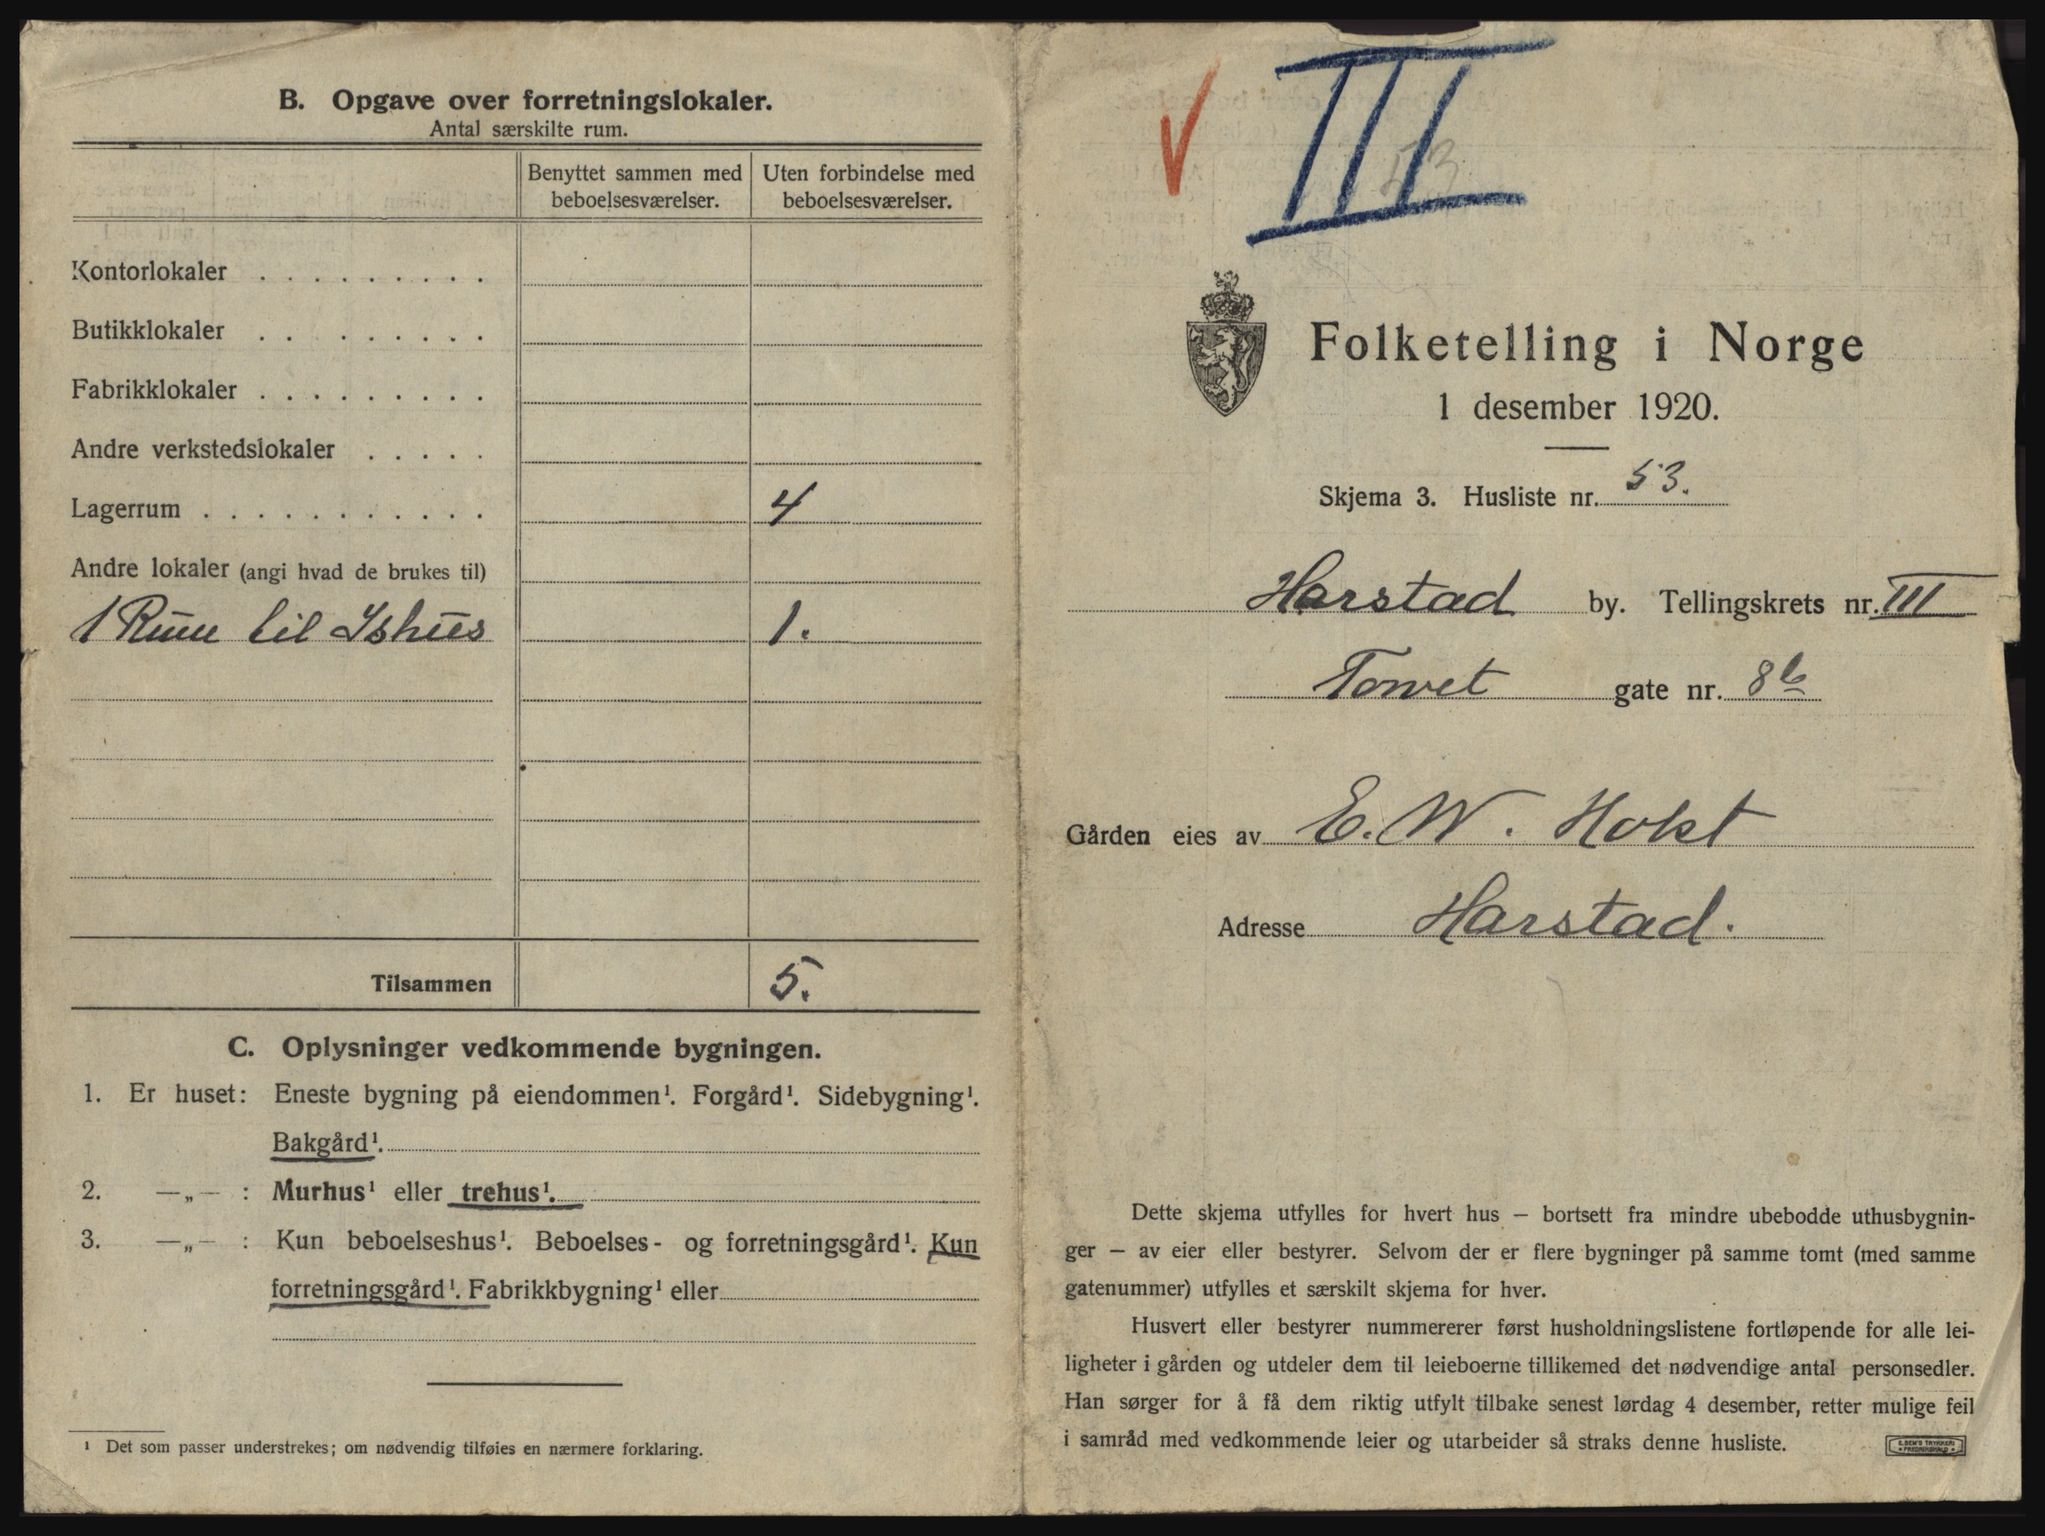 B. Opgave over forretningslokaler.
Antal særskilte rum.
Benyttet sammen med beboelsesværelser.
Uten forbindelse med beboelsesværelser.
Kontorlokaler . . . . . . . . .
Butikklokaler . . . . . . . .
Fabrikklokaler . . . . . . . . .
Andre verkstedslokaler . . . . .
Lagerrum . . . . . . . . . . . . 4
Andre lokaler (angi hvad de brukes til)
1 Rum til Ishus 1.
Tilsammen 5.
C. Oplysninger vedkommende bygningen.
1. Er huset: Eneste bygning på eiendommen¹. Forgård¹. Sidebygning¹.
Bakgård¹.
2. —„— : Murhus¹ eller trehus¹.
3. —„— : Kun beboelseshus¹. Beboelses- og forretningsgård¹. Kun
forretningsgård¹. Fabrikkbygning¹ eller
¹ Det som passer understrekes; om nødvendig tilføies en nærmere forklaring.
V III
53
Folketelling i Norge
1 desember 1920.
Skjema 3. Husliste nr. 53.
Harstad by. Tellingskrets nr. III
Torvet gate nr. 8b
Gården eies av E. W. Holst
Adresse Harstad.
Dette skjema utfylles for hvert hus — bortsett fra mindre ubebodde uthusbygnin-
ger — av eier eller bestyrer. Selvom der er flere bygninger på samme tomt (med samme
gatenummer) utfylles et særskilt skjema for hver.
Husvert eller bestyrer nummererer først husholdningslistene fortløpende for alle lei-
ligheter i gården og utdeler dem til leieboerne tillikemed det nødvendige antal personsedler.
Han sørger for å få dem riktig utfylt tilbake senest lørdag 4 desember, retter mulige feil
i samråd med vedkommende leier og utarbeider så straks denne husliste.
E. SEM'S TRYKKERI
FREDRIKSHALD